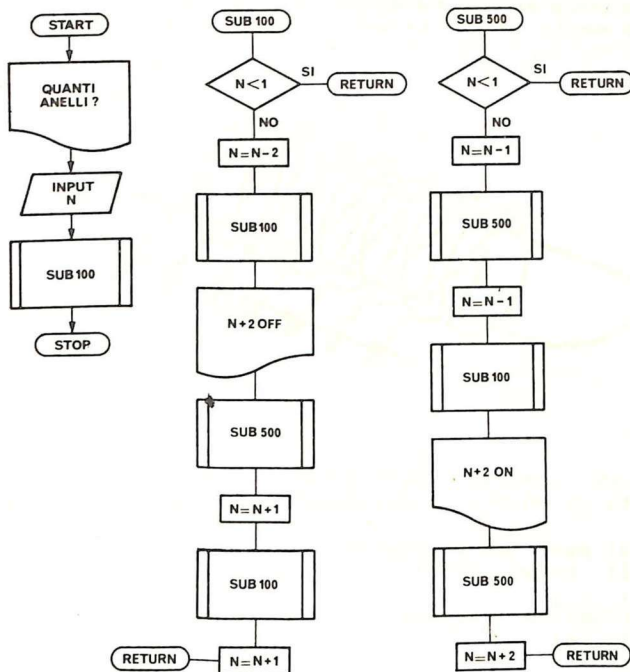 START
QUANTI
ANELLI ?
INPUT
N
SUB 100
STOP
SUB 100
N<1
SI
RETURN
NO
N=N-2
SUB 100
N+2 OFF
SUB 500
N=N+1
SUB 100
N=N+1
RETURN
SUB 500
N<1
SI
RETURN
NO
N=N-1
SUB 500
N=N-1
SUB 100
N+2 ON
SUB 500
N=N+2
RETURN